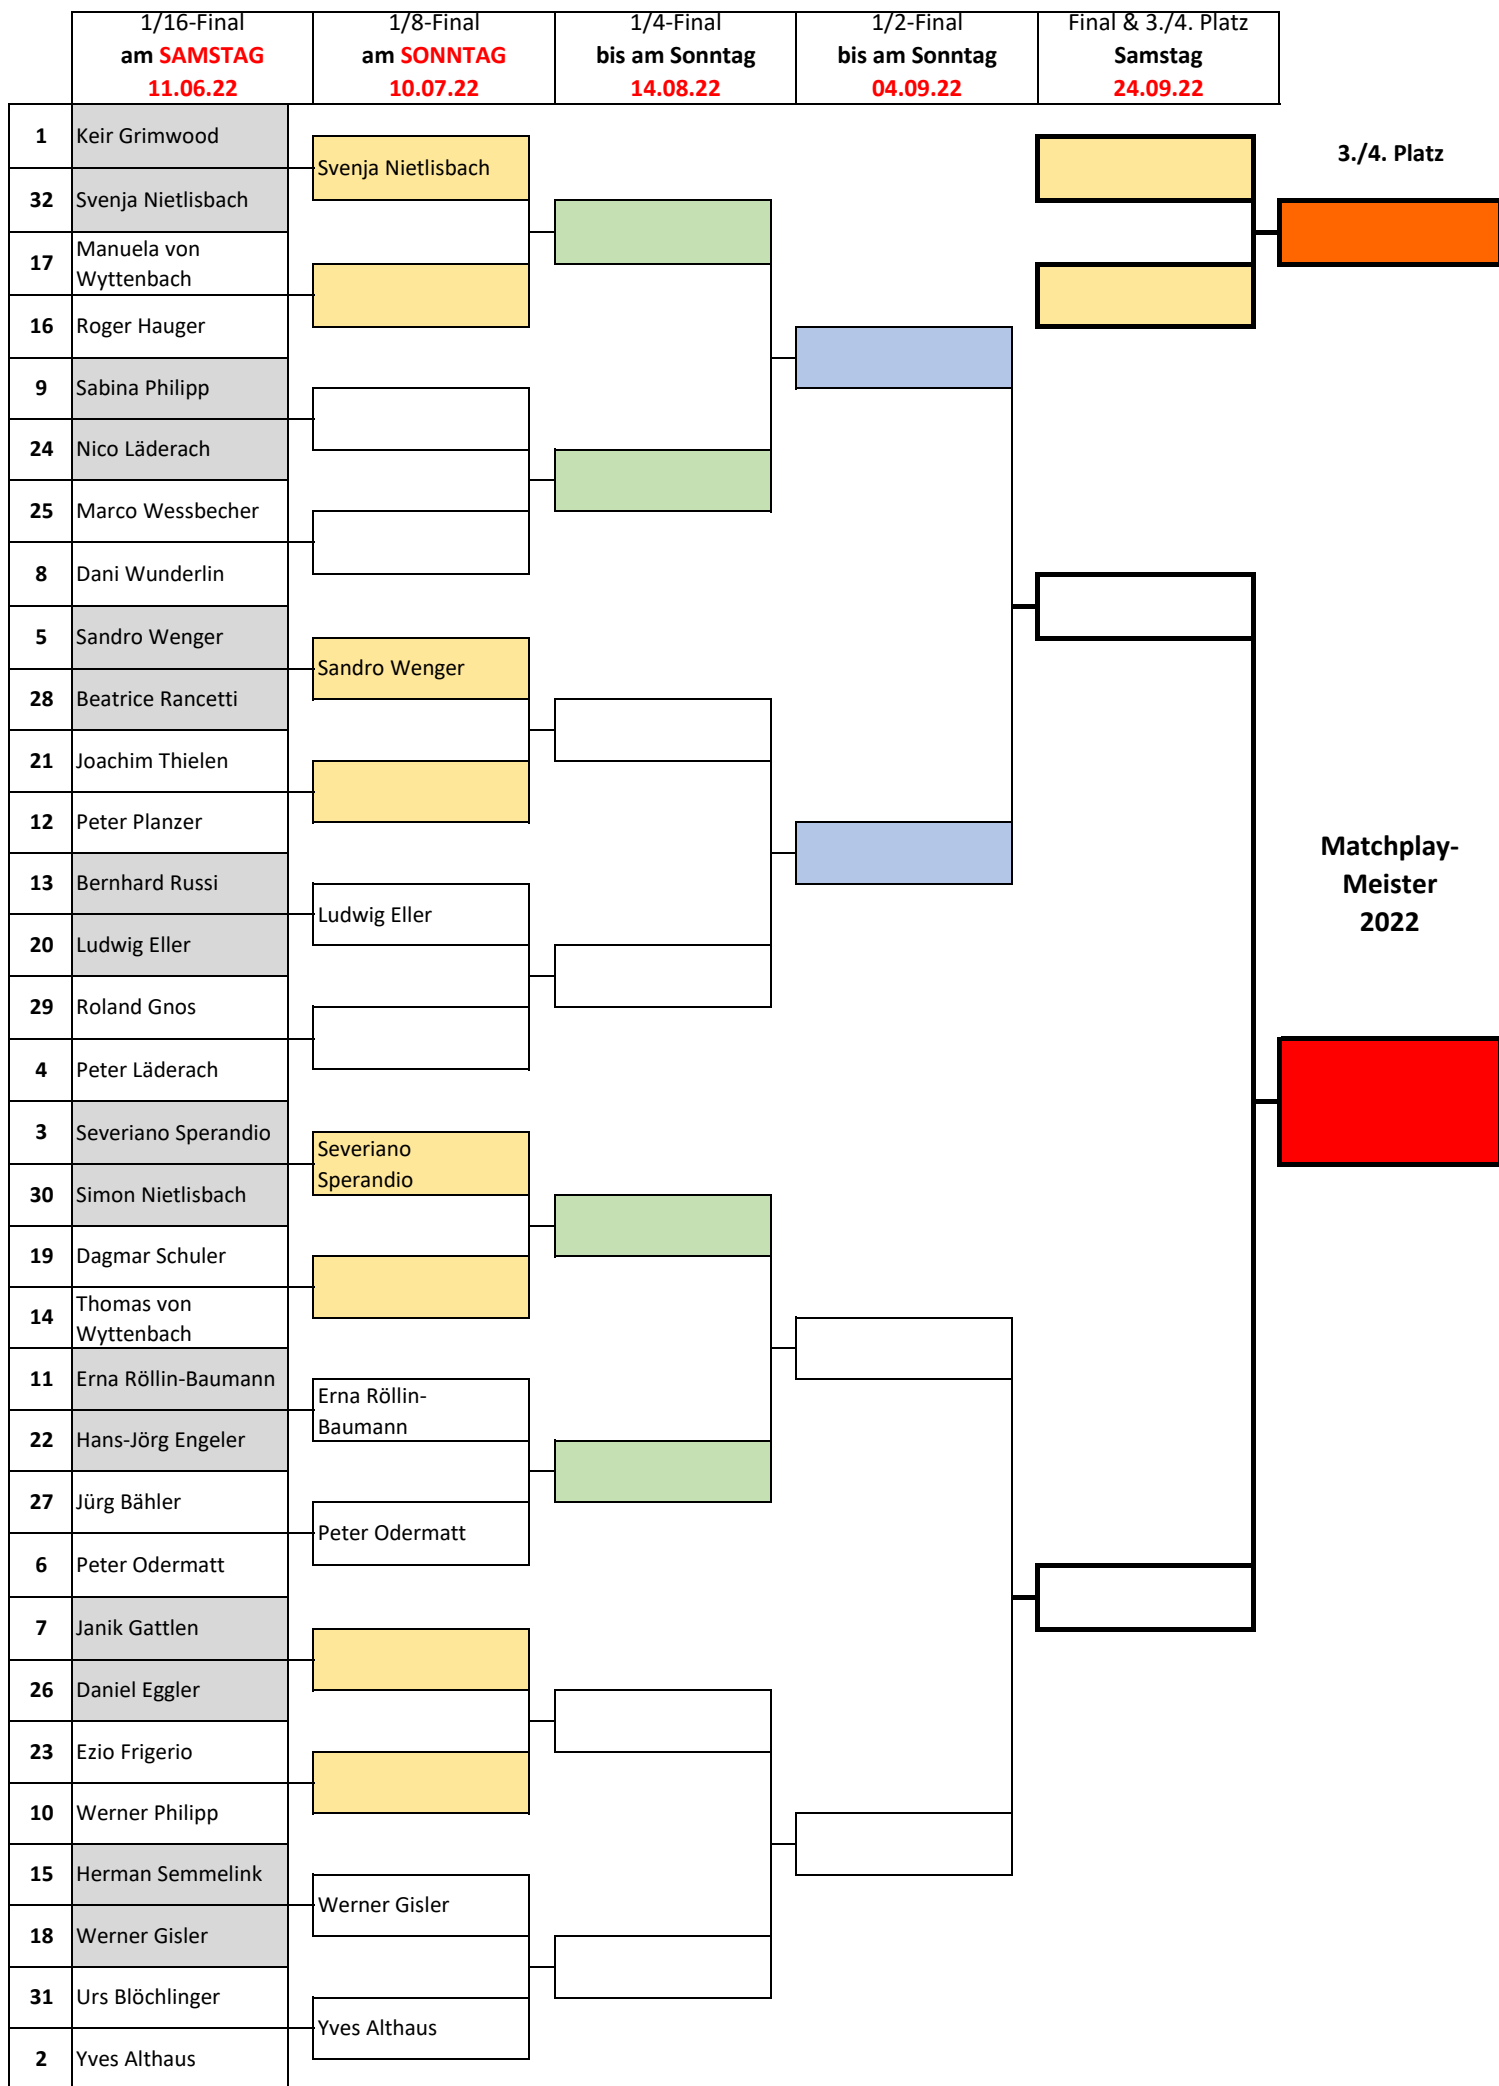 1/16-Final
am SAMSTAG
11.06.22
1/8-Final
am SONNTAG
10.07.22
1/4-Final
bis am Sonntag
14.08.22
1/2-Final
bis am Sonntag
04.09.22
Final & 3./4. Platz
Samstag
24.09.22
1 Keir Grimwood
32 Svenja Nietlisbach
17 Manuela von
Wyttenbach
16 Roger Hauger
9 Sabina Philipp
24 Nico Läderach
25 Marco Wessbecher
8 Dani Wunderlin
5 Sandro Wenger
28 Beatrice Rancetti
21 Joachim Thielen
12 Peter Planzer
13 Bernhard Russi
20 Ludwig Eller
29 Roland Gnos
4 Peter Läderach
3 Severiano Sperandio
30 Simon Nietlisbach
19 Dagmar Schuler
14 Thomas von
Wyttenbach
11 Erna Röllin-Baumann
22 Hans-Jörg Engeler
27 Jürg Bähler
6 Peter Odermatt
7 Janik Gattlen
26 Daniel Eggler
23 Ezio Frigerio
10 Werner Philipp
15 Herman Semmelink
18 Werner Gisler
31 Urs Blöchlinger
2 Yves Althaus
Svenja Nietlisbach
Sandro Wenger
Ludwig Eller
Severiano
Sperandio
Erna Röllin-
Baumann
Peter Odermatt
Werner Gisler
Yves Althaus
3./4. Platz
Matchplay-
Meister
2022